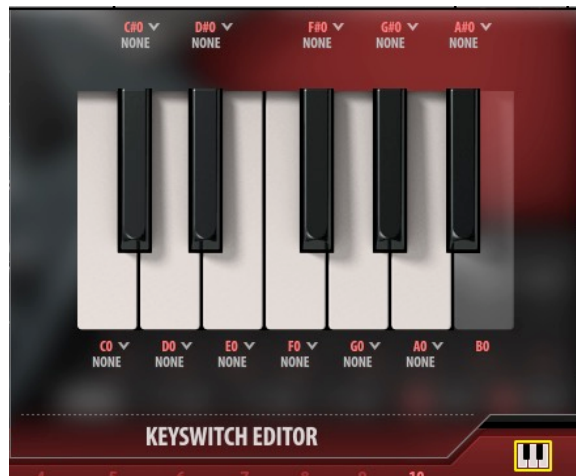 C#0 D#0 F#0 G#0 A#0
NONE NONE NONE NONE NONE
C0 D0 E0 F0 G0 A0 B0
NONE NONE NONE NONE NONE NONE
KEYSWITCH EDITOR
10